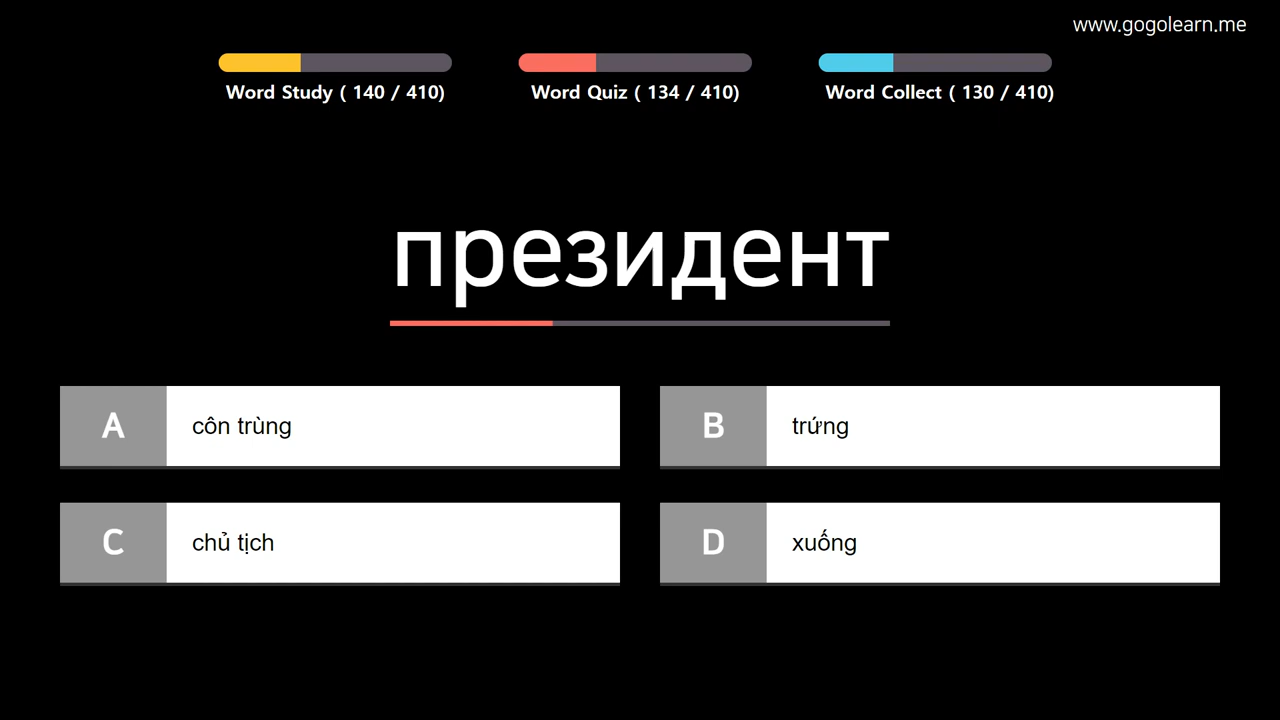 www.gogolearn.me
Word Study ( 140 / 410)
Word Quiz ( 134 / 410)
Word Collect ( 130 / 410)
президент
A côn trùng
B trứng
C chủ tịch
D xuống